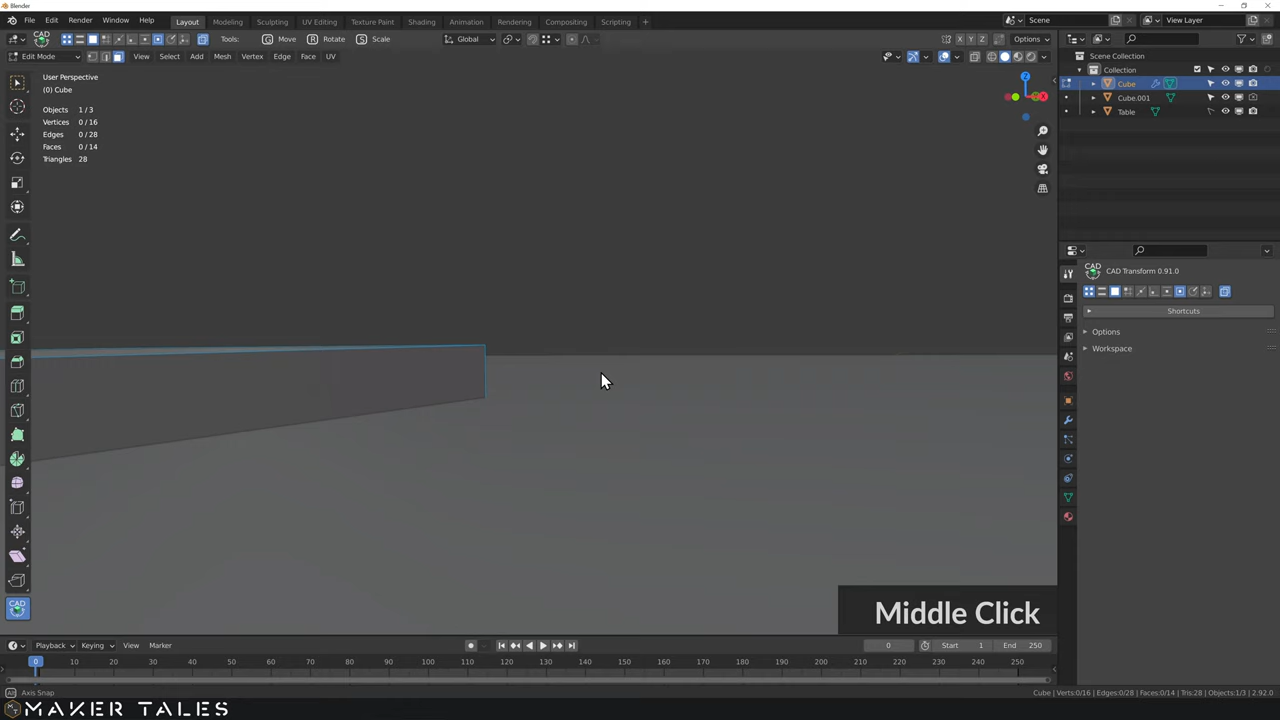 Blender
File Edit Render Window Help Layout Modeling Sculpting UV Editing Texture Paint Shading Animation Rendering Compositing Scripting + Scene View Layer
CAD Tools: Move Rotate Scale Global X Y Z Options
Edit Mode View Select Add Mesh Vertex Edge Face UV
Scene Collection
Collection
Cube
Cube.001
Table
User Perspective
(0) Cube
Objects 1 / 3
Vertices 0 / 16
Edges 0 / 28
Faces 0 / 14
Triangles 28
Z
X
CAD CAD Transform 0.91.0
Shortcuts
Options
Workspace
CAD
Middle Click
Playback Keying View Marker 0 Start 1 End 250
0 10 20 30 40 50 60 70 80 90 100 110 120 130 140 150 160 170 180 190 200 210 220 230 240 250
Axis Snap
Cube | Verts:0/16 | Edges:0/28 | Faces:0/14 | Tris:28 | Objects:1/3 | 2.92.0
MAKER TALES